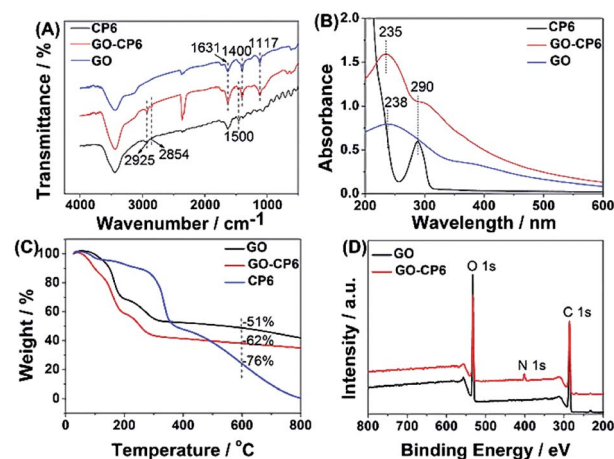 (A)
CP6
GO-CP6
GO
1631
1400
1117
1500
2925
2854
Transmittance / %
4000 3000 2000 1000
Wavenumber / cm-1
(B)
CP6
GO-CP6
GO
235
290
238
Absorbance
2.0
1.5
1.0
0.5
0.0
200 300 400 500 600
Wavelength / nm
(C)
GO
GO-CP6
CP6
-51%
-62%
-76%
Weight / %
100
80
60
40
20
0
0 200 400 600 800
Temperature / °C
(D)
GO
GO-CP6
O 1s
N 1s
C 1s
Intensity / a.u.
800 700 600 500 400 300 200
Binding Energy / eV